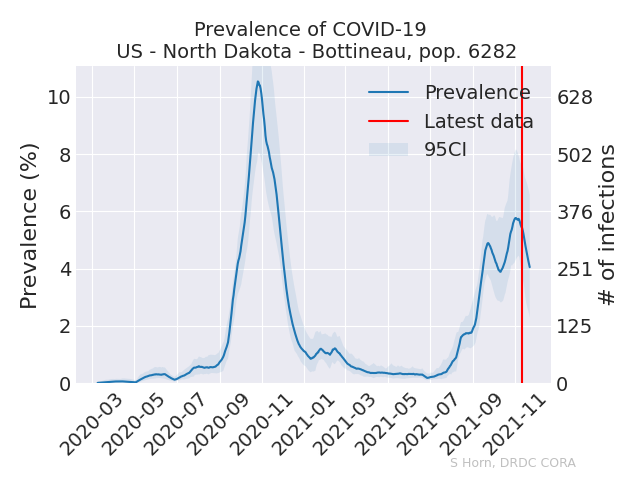 Prevalence of COVID-19
US - North Dakota - Bottineau, pop. 6282
Prevalence (%)
10
8
6
4
2
0
Prevalence
Latest data
95CI
628
502
376
251
125
0
# of infections
2020-03
2020-05
2020-07
2020-09
2020-11
2021-01
2021-03
2021-05
2021-07
2021-09
2021-11
S Horn, DRDC CORA